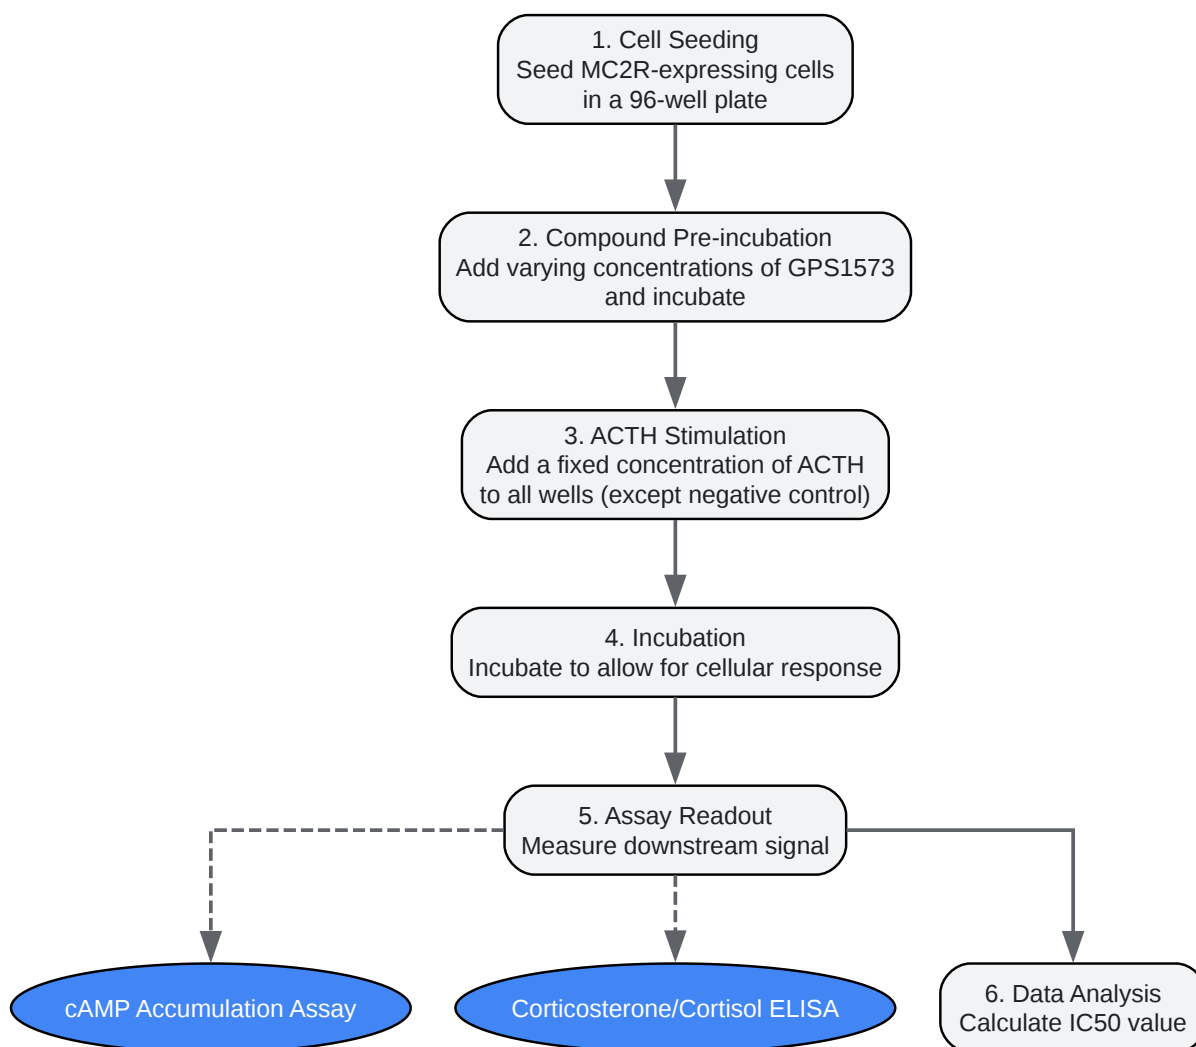 1. Cell Seeding
Seed MC2R-expressing cells
in a 96-well plate
2. Compound Pre-incubation
Add varying concentrations of GPS1573
and incubate
3. ACTH Stimulation
Add a fixed concentration of ACTH
to all wells (except negative control)
4. Incubation
Incubate to allow for cellular response
5. Assay Readout
Measure downstream signal
cAMP Accumulation Assay
Corticosterone/Cortisol ELISA
6. Data Analysis
Calculate IC50 value